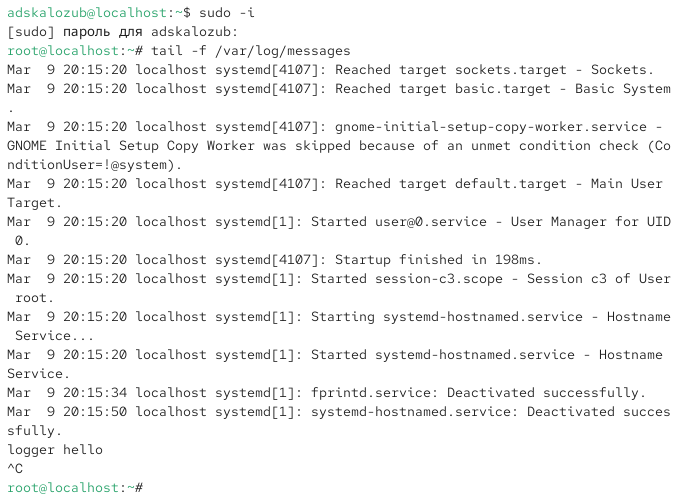 adskalozub@localhost:~$ sudo -i
[sudo] пароль для adskalozub:
root@localhost:~# tail -f /var/log/messages
Mar  9 20:15:20 localhost systemd[4107]: Reached target sockets.target - Sockets.
Mar  9 20:15:20 localhost systemd[4107]: Reached target basic.target - Basic System
.
Mar  9 20:15:20 localhost systemd[4107]: gnome-initial-setup-copy-worker.service -
GNOME Initial Setup Copy Worker was skipped because of an unmet condition check (Co
nditionUser=!@system).
Mar  9 20:15:20 localhost systemd[4107]: Reached target default.target - Main User
Target.
Mar  9 20:15:20 localhost systemd[1]: Started user@0.service - User Manager for UID
 0.
Mar  9 20:15:20 localhost systemd[4107]: Startup finished in 198ms.
Mar  9 20:15:20 localhost systemd[1]: Started session-c3.scope - Session c3 of User
 root.
Mar  9 20:15:20 localhost systemd[1]: Starting systemd-hostnamed.service - Hostname
 Service...
Mar  9 20:15:20 localhost systemd[1]: Started systemd-hostnamed.service - Hostname
Service.
Mar  9 20:15:34 localhost systemd[1]: fprintd.service: Deactivated successfully.
Mar  9 20:15:50 localhost systemd[1]: systemd-hostnamed.service: Deactivated succes
sfully.
logger hello
^C
root@localhost:~#